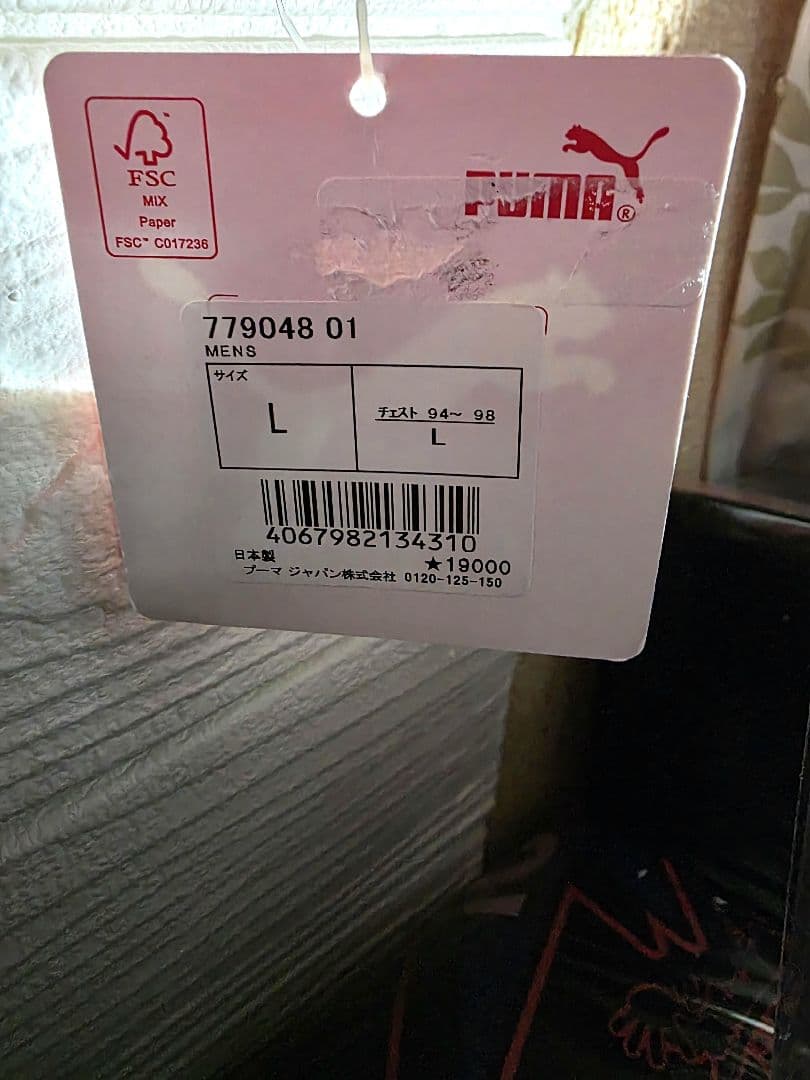 FSC
MIX
Paper
FSC™ C017236
PUMA®
779048 01
MENS
サイズ
L
チェスト 94～ 98
L
4067982134310
日本製
★19000
プーマ ジャパン株式会社 0120-125-150